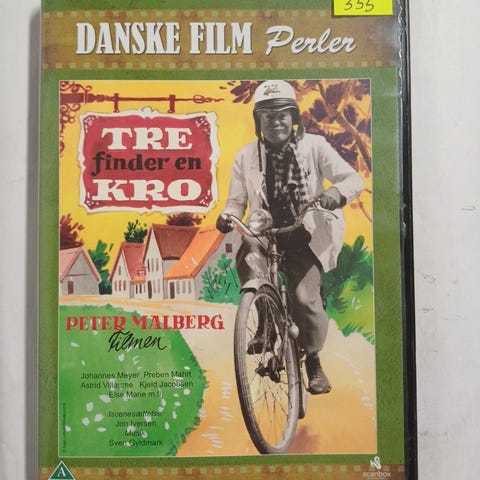 355
DANSKE FILM Perler
TRE
finder en
KRO
PETER MALBERG
Filmen
Johannes Meyer Preben Mahrt
Astrid Villaume Kjeld Jacobsen
Else Marie m.fl.
Iscenesættelse:
Jon Iversen
Musik:
Sven Gyldmark
A
scanbox